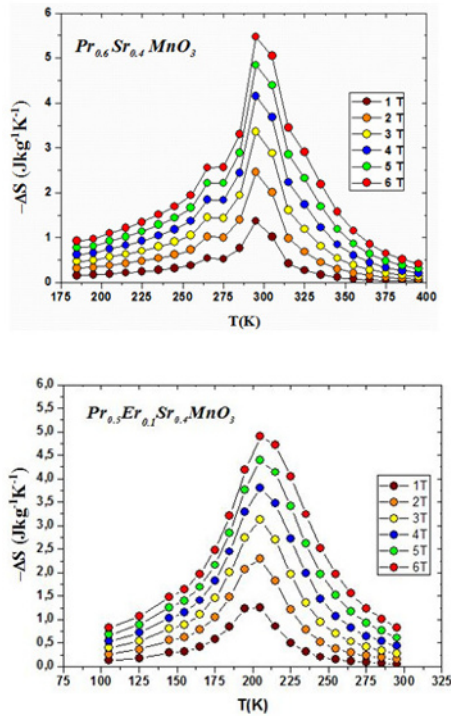 Pr0.6Sr0.4MnO3
−ΔS (Jkg-1K-1)
6
5
4
3
2
1
0
1 T
2 T
3 T
4 T
5 T
6 T
175 200 225 250 275 300 325 350 375 400
T(K)
Pr0.5Er0.1Sr0.4MnO3
−ΔS (Jkg-1K-1)
5,0
4,5
4,0
3,5
3,0
2,5
2,0
1,5
1,0
0,5
0,0
1T
2T
3T
4T
5T
6T
75 100 125 150 175 200 225 250 275 300 325
T(K)